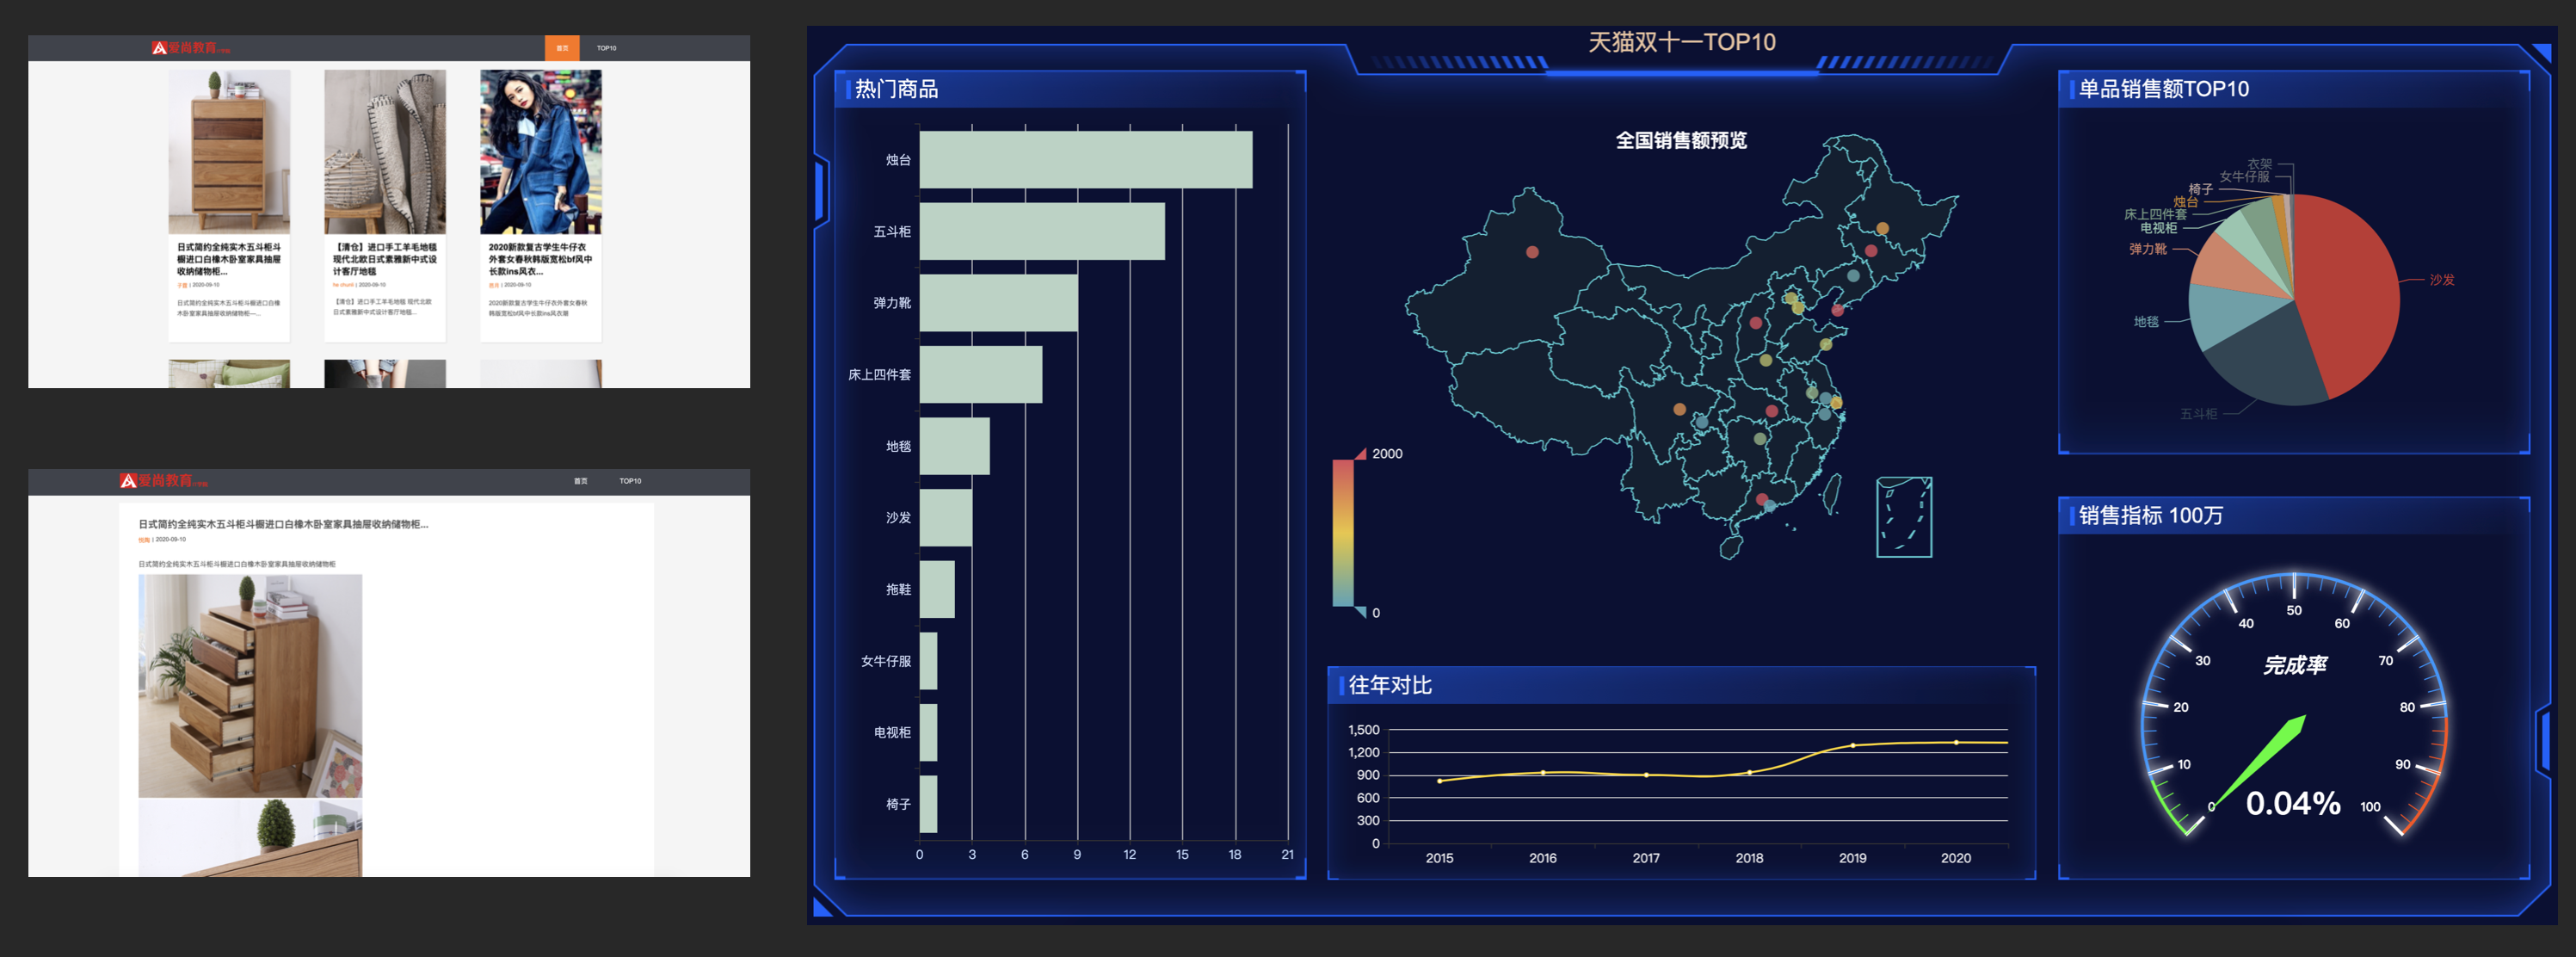 爱尚教育
首页
TOP10
日式简约全纯实木五斗柜斗
橱进口白橡木卧室家具抽屉
收纳储物柜...
| 2020-09-10
日式简约全纯实木五斗柜斗橱进口白橡
木卧室家具抽屉收纳储物柜—...
【清仓】进口手工羊毛地毯
现代北欧日式素雅新中式设
计客厅地毯
| 2020-09-10
【清仓】进口手工羊毛地毯 现代北欧
日式素雅新中式设计客厅地毯...
2020新款复古学生牛仔衣
外套女春秋韩版宽松bf风中
长款ins风衣...
| 2020-09-10
2020新款复古学生牛仔衣外套女春秋
韩版宽松bf风中长款ins风衣潮
爱尚教育
首页
TOP10
日式简约全纯实木五斗柜斗橱进口白橡木卧室家具抽屉收纳储物柜...
| 2020-09-10
日式简约全纯实木五斗柜斗橱进口白橡木卧室家具抽屉收纳储物柜
天猫双十一TOP10
热门商品
烛台
五斗柜
弹力靴
床上四件套
地毯
沙发
拖鞋
女牛仔服
电视柜
椅子
0 3 6 9 12 15 18 21
全国销售额预览
2000
0
往年对比
1,500
1,200
900
600
300
0
2015 2016 2017 2018 2019 2020
单品销售额TOP10
衣架
女牛仔服
椅子
烛台
床上四件套
电视柜
弹力靴
地毯
五斗柜
沙发
销售指标 100万
0
10
20
30
40
50
60
70
80
90
100
完成率
0.04%